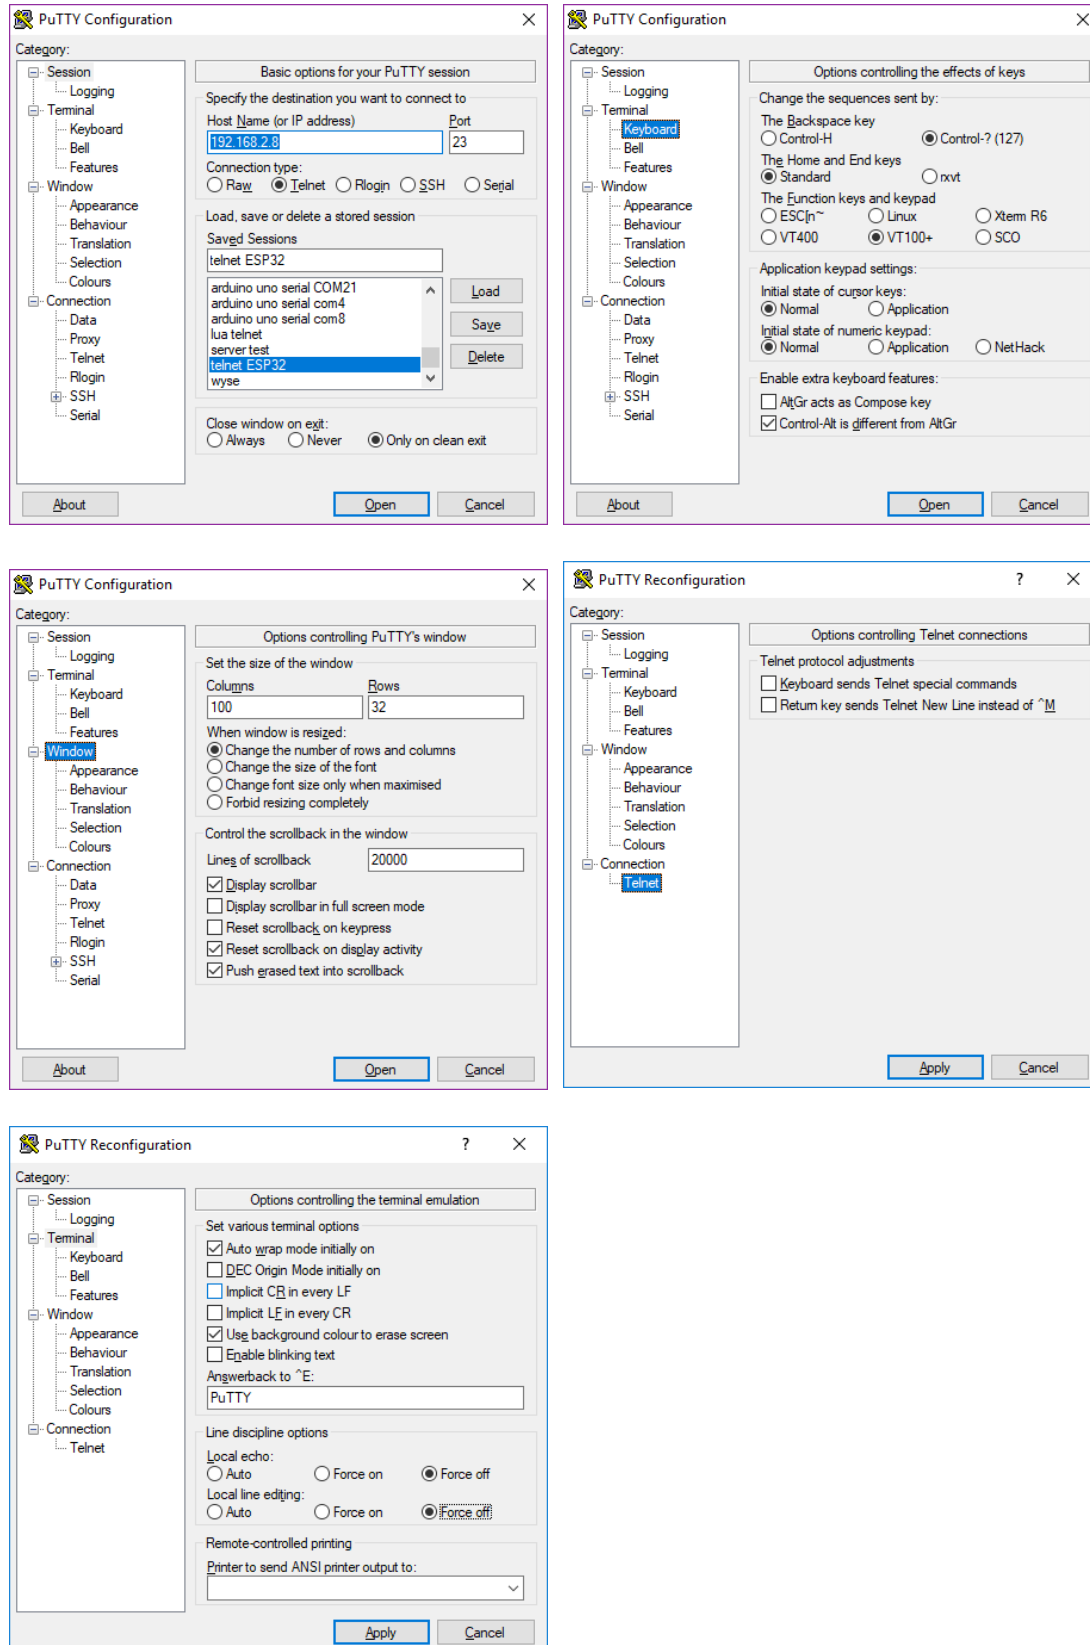 PuTTY Configuration
Category:
Session
Logging
Terminal
Keyboard
Bell
Features
Window
Appearance
Behaviour
Translation
Selection
Colours
Connection
Data
Proxy
Telnet
Rlogin
SSH
Serial
Basic options for your PuTTY session
Specify the destination you want to connect to
Host Name (or IP address) Port
192.168.2.8 23
Connection type:
Raw Telnet Rlogin SSH Serial
Load, save or delete a stored session
Saved Sessions
telnet ESP32
arduino uno serial COM21
arduino uno serial com4
arduino uno serial com8
lua telnet
server test
telnet ESP32
wyse
Load
Save
Delete
Close window on exit:
Always Never Only on clean exit
About Open Cancel
PuTTY Configuration
Category:
Session
Logging
Terminal
Keyboard
Bell
Features
Window
Appearance
Behaviour
Translation
Selection
Colours
Connection
Data
Proxy
Telnet
Rlogin
SSH
Serial
Options controlling the effects of keys
Change the sequences sent by:
The Backspace key
Control-H Control-? (127)
The Home and End keys
Standard rxvt
The Function keys and keypad
ESC[n~ Linux Xterm R6
VT400 VT100+ SCO
Application keypad settings:
Initial state of cursor keys:
Normal Application
Initial state of numeric keypad:
Normal Application NetHack
Enable extra keyboard features:
AltGr acts as Compose key
Control-Alt is different from AltGr
About Open Cancel
PuTTY Configuration
Category:
Session
Logging
Terminal
Keyboard
Bell
Features
Window
Appearance
Behaviour
Translation
Selection
Colours
Connection
Data
Proxy
Telnet
Rlogin
SSH
Serial
Options controlling PuTTY's window
Set the size of the window
Columns Rows
100 32
When window is resized:
Change the number of rows and columns
Change the size of the font
Change font size only when maximised
Forbid resizing completely
Control the scrollback in the window
Lines of scrollback 20000
Display scrollbar
Display scrollbar in full screen mode
Reset scrollback on keypress
Reset scrollback on display activity
Push erased text into scrollback
About Open Cancel
PuTTY Reconfiguration ?
Category:
Session
Logging
Terminal
Keyboard
Bell
Features
Window
Appearance
Behaviour
Translation
Selection
Colours
Connection
Telnet
Options controlling Telnet connections
Telnet protocol adjustments
Keyboard sends Telnet special commands
Return key sends Telnet New Line instead of ^M
Apply Cancel
PuTTY Reconfiguration ?
Category:
Session
Logging
Terminal
Keyboard
Bell
Features
Window
Appearance
Behaviour
Translation
Selection
Colours
Connection
Telnet
Options controlling the terminal emulation
Set various terminal options
Auto wrap mode initially on
DEC Origin Mode initially on
Implicit CR in every LF
Implicit LF in every CR
Use background colour to erase screen
Enable blinking text
Answerback to ^E:
PuTTY
Line discipline options
Local echo:
Auto Force on Force off
Local line editing:
Auto Force on Force off
Remote-controlled printing
Printer to send ANSI printer output to:
Apply Cancel